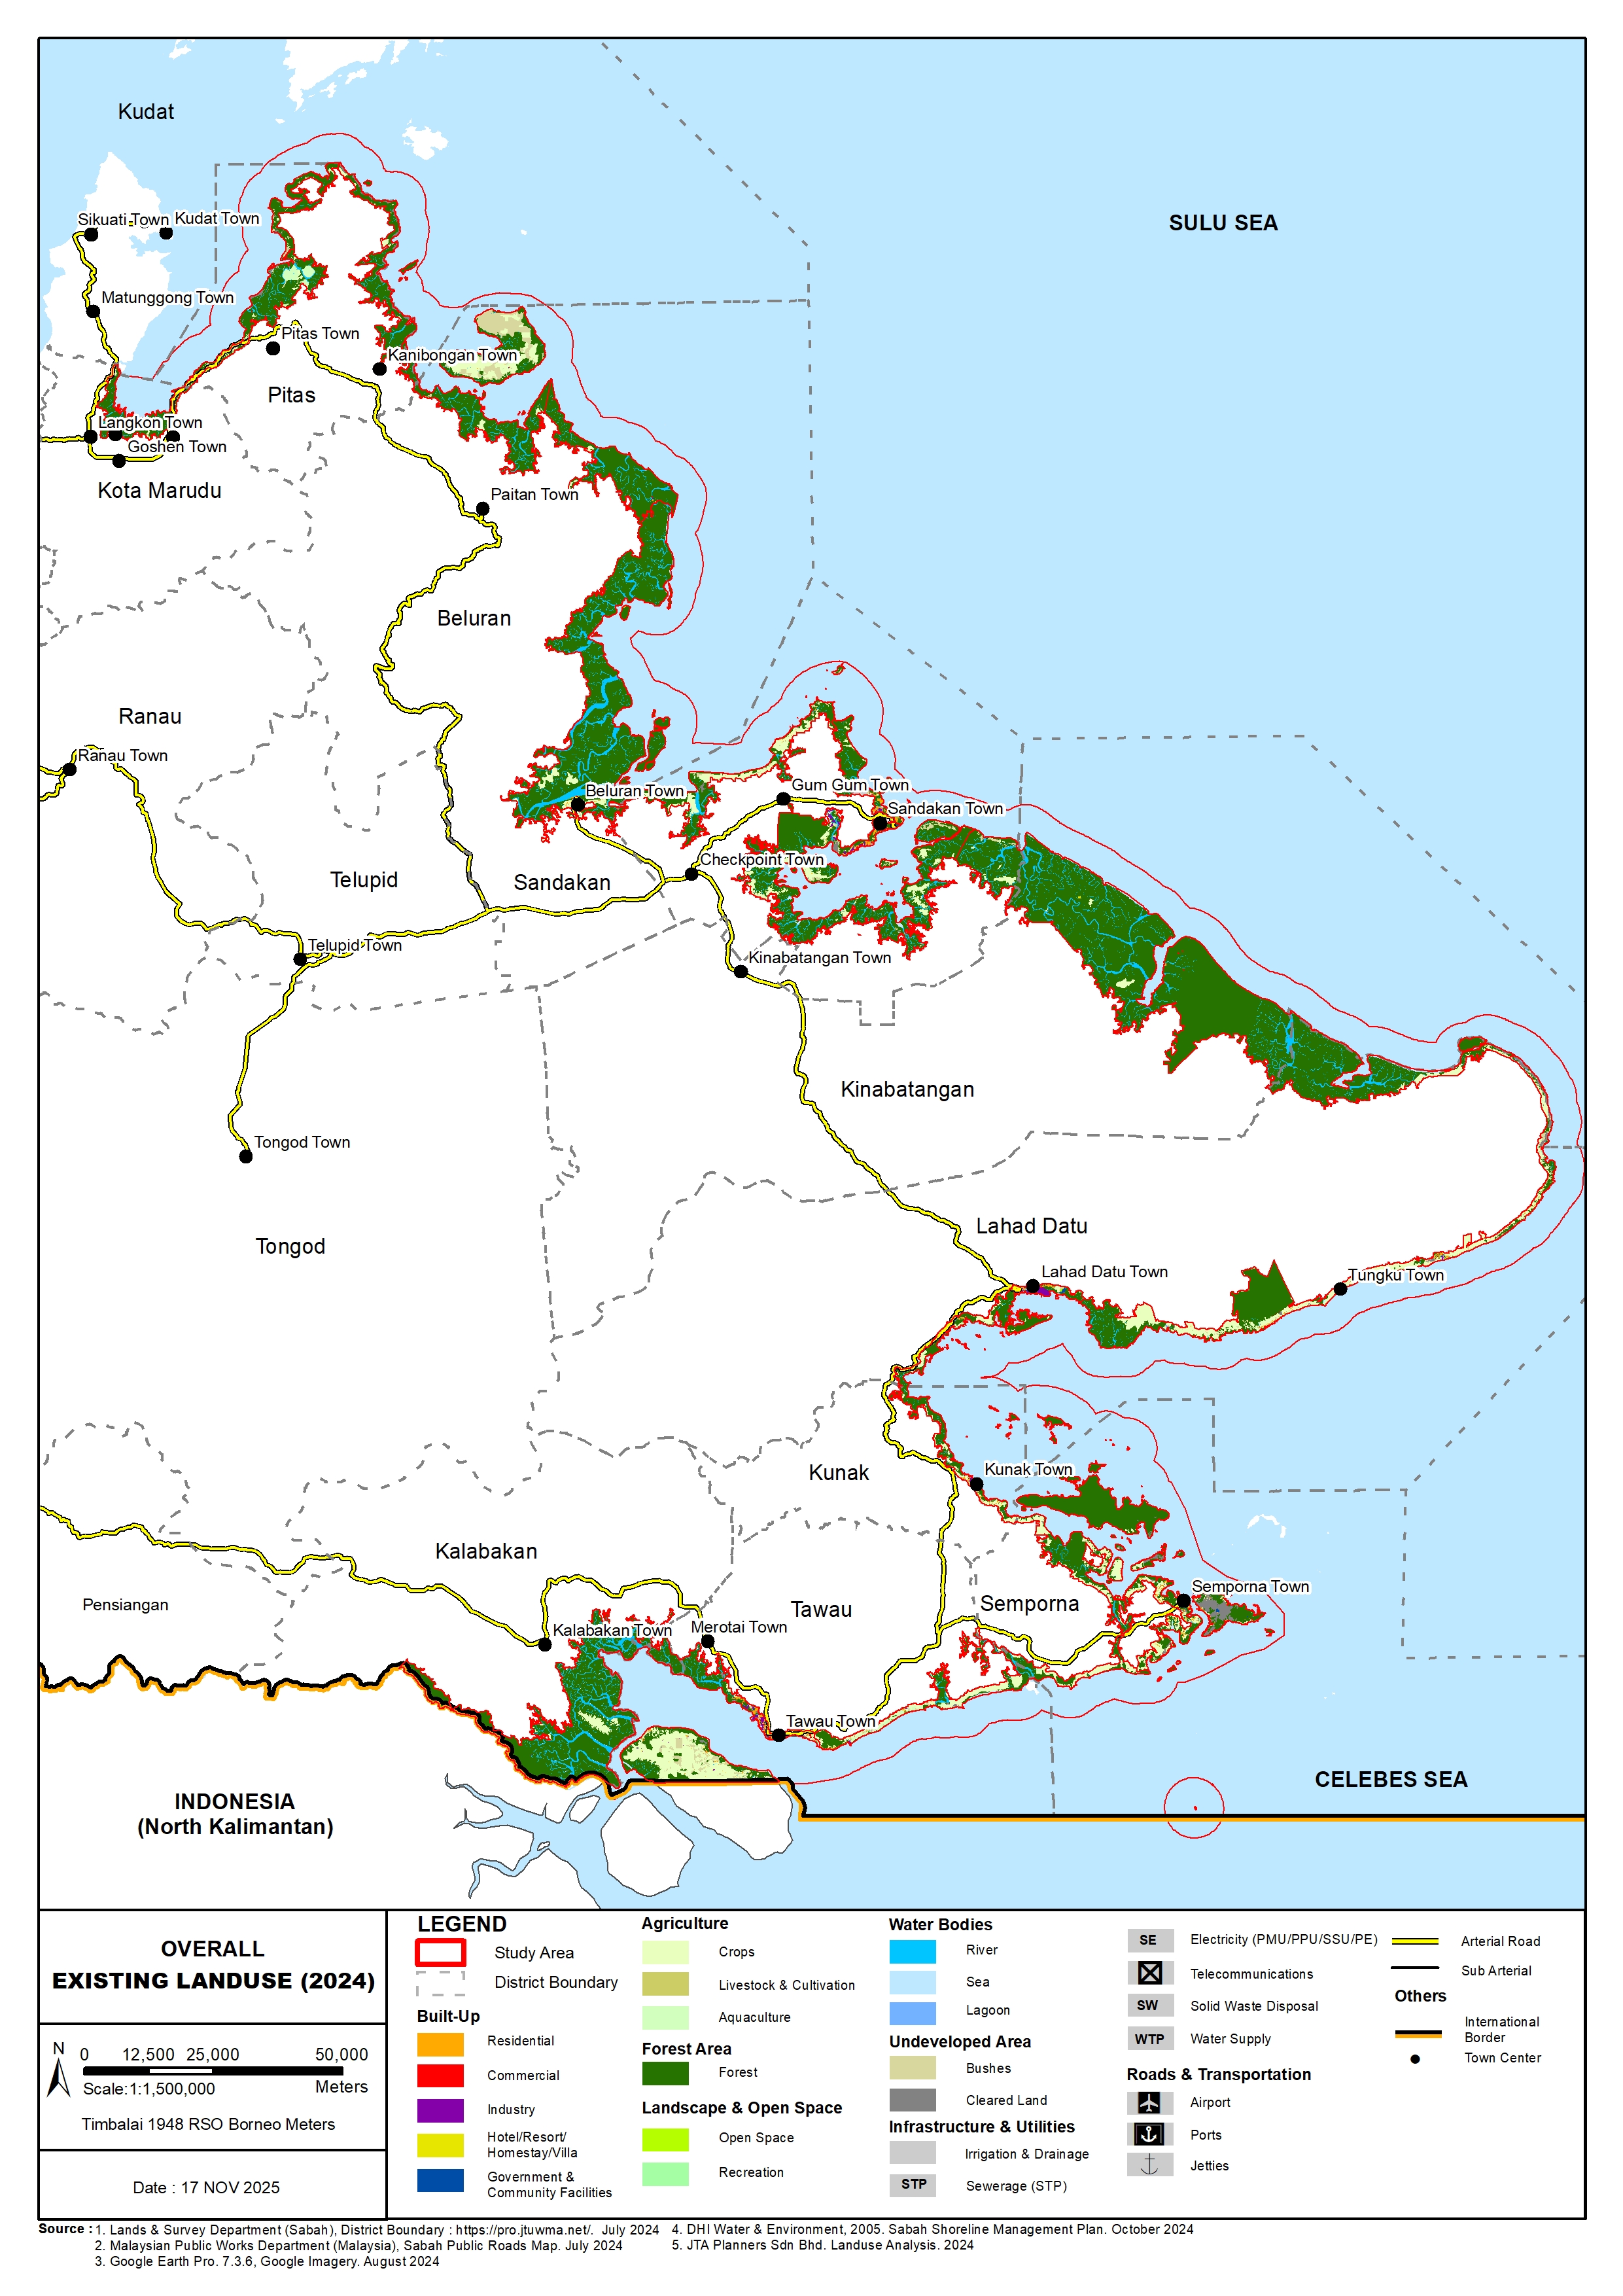 Kudat
SULU SEA
Sikuati Town
Kudat Town
Matunggong Town
Pitas Town
Kanibongan Town
Pitas
Langkon Town
Goshen Town
Kota Marudu
Paitan Town
Beluran
Ranau
Ranau Town
Beluran Town
Gum Gum Town
Sandakan Town
Checkpoint Town
Telupid
Sandakan
Telupid Town
Kinabatangan Town
Kinabatangan
Tongod Town
Tongod
Lahad Datu
Lahad Datu Town
Tungku Town
Kunak
Kunak Town
Kalabakan
Pensiangan
Tawau
Semporna
Semporna Town
Kalabakan Town
Merotai Town
Tawau Town
CELEBES SEA
INDONESIA
(North Kalimantan)
OVERALL
EXISTING LANDUSE (2024)
N
0 12,500 25,000 50,000
Scale:1:1,500,000 Meters
Timbalai 1948 RSO Borneo Meters
Date : 17 NOV 2025
LEGEND
Study Area
District Boundary
Built-Up
Residential
Commercial
Industry
Hotel/Resort/
Homestay/Villa
Government &
Community Facilities
Agriculture
Crops
Livestock & Cultivation
Aquaculture
Forest Area
Forest
Landscape & Open Space
Open Space
Recreation
Water Bodies
River
Sea
Lagoon
Undeveloped Area
Bushes
Cleared Land
Infrastructure & Utilities
Irrigation & Drainage
STP Sewerage (STP)
SE Electricity (PMU/PPU/SSU/PE)
Telecommunications
SW Solid Waste Disposal
WTP Water Supply
Roads & Transportation
Airport
Ports
Jetties
Arterial Road
Sub Arterial
Others
International
Border
Town Center
Source : 1. Lands & Survey Department (Sabah), District Boundary : https://pro.jtuwma.net/. July 2024
2. Malaysian Public Works Department (Malaysia), Sabah Public Roads Map. July 2024
3. Google Earth Pro. 7.3.6, Google Imagery. August 2024
4. DHI Water & Environment, 2005. Sabah Shoreline Management Plan. October 2024
5. JTA Planners Sdn Bhd. Landuse Analysis. 2024